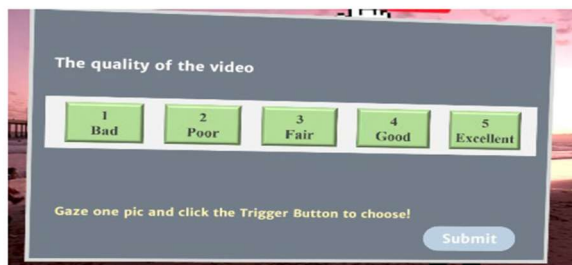 The quality of the video
1 2 3 4 5
Bad Poor Fair Good Excellent
Gaze one pic and click the Trigger Button to choose!
Submit